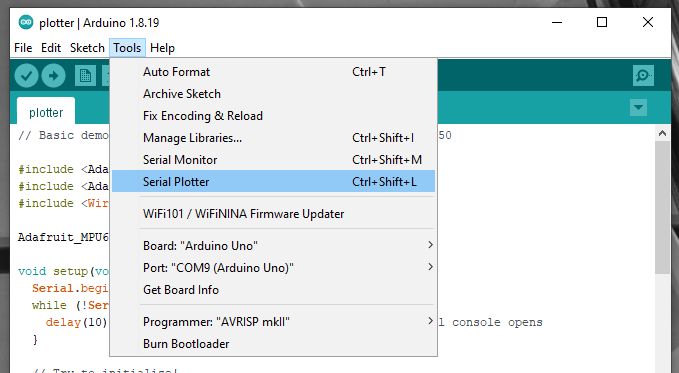 plotter | Arduino 1.8.19
File Edit Sketch Tools Help
Auto Format Ctrl+T
Archive Sketch
Fix Encoding & Reload
Manage Libraries... Ctrl+Shift+I
Serial Monitor Ctrl+Shift+M
Serial Plotter Ctrl+Shift+L
WiFi101 / WiFiNINA Firmware Updater
Board: "Arduino Uno"
Port: "COM9 (Arduino Uno)"
Get Board Info
Programmer: "AVRISP mkII"
Burn Bootloader
plotter
// Basic demo 50
#include <Ada
#include <Ada
#include <Wir
Adafruit_MPU6
void setup(vo
Serial.begi
while (!Ser
delay(10) l console opens
}
// Try to initialize!